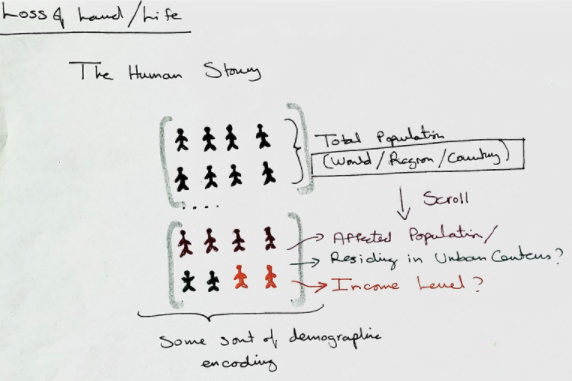 Loss of Land/Life
The Human Story
Total Population
(World/Region/Country)
....
Scroll
Affected Population/
Residing in Urban Centers?
Income Level?
Some sort of demographic
encoding